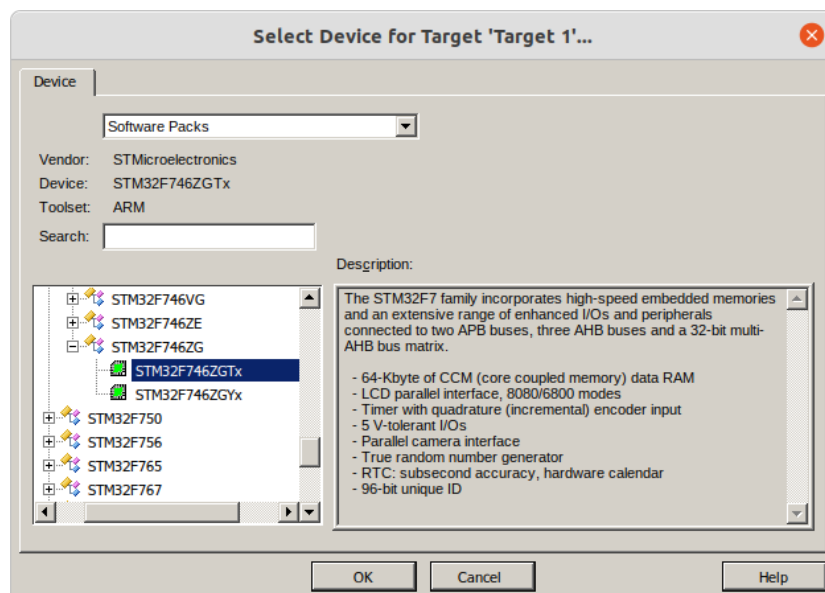 Select Device for Target 'Target 1'...
Device
Software Packs
Vendor: STMicroelectronics
Device: STM32F746ZGTx
Toolset: ARM
Search:
Description:
STM32F746VG
STM32F746ZE
STM32F746ZG
STM32F746ZGTx
STM32F746ZGYx
STM32F750
STM32F756
STM32F765
STM32F767
The STM32F7 family incorporates high-speed embedded memories
and an extensive range of enhanced I/Os and peripherals
connected to two APB buses, three AHB buses and a 32-bit multi-
AHB bus matrix.
- 64-Kbyte of CCM (core coupled memory) data RAM
- LCD parallel interface, 8080/6800 modes
- Timer with quadrature (incremental) encoder input
- 5 V-tolerant I/Os
- Parallel camera interface
- True random number generator
- RTC: subsecond accuracy, hardware calendar
- 96-bit unique ID
OK
Cancel
Help